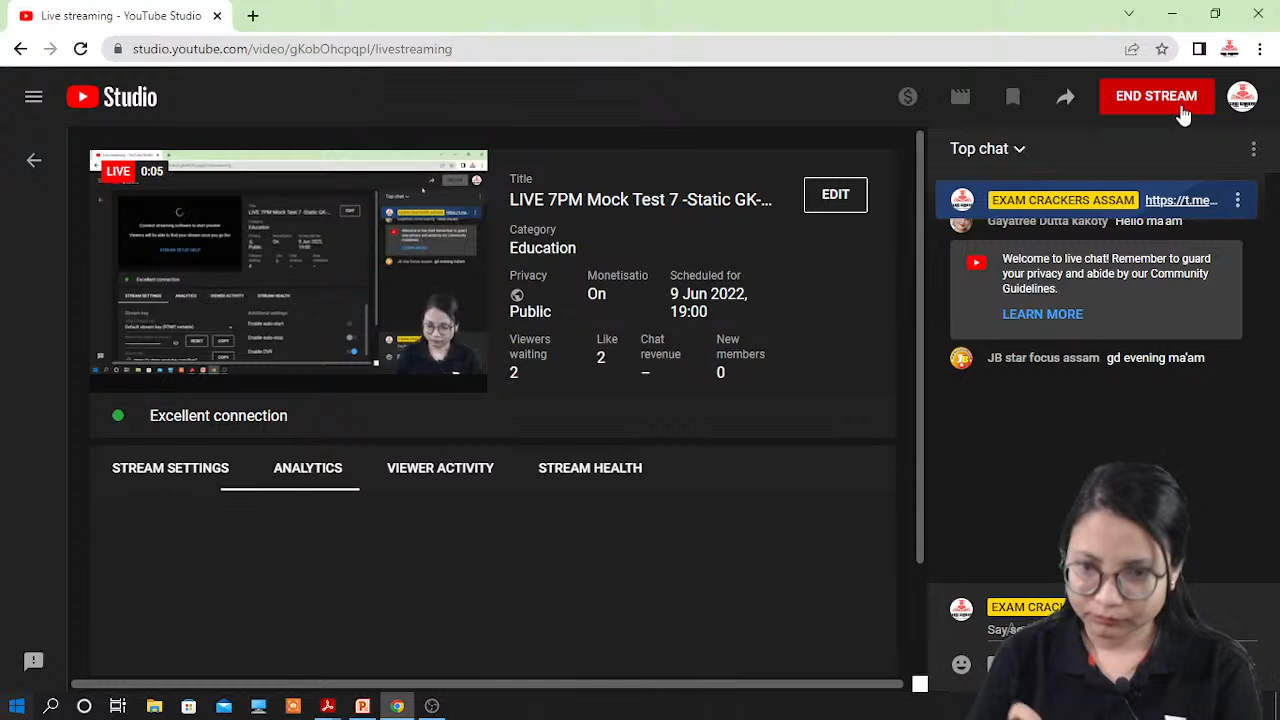 Live streaming - YouTube Studio
studio.youtube.com/video/gKobOhcpqpI/livestreaming
Studio
END STREAM
LIVE 0:05
Title
LIVE 7PM Mock Test 7 -Static GK-...
EDIT
Category
Education
Privacy
Public
Monetisatio
On
Scheduled for
9 Jun 2022,
19:00
Viewers
waiting
2
Like
2
Chat
revenue
–
New
members
0
Excellent connection
STREAM SETTINGS
ANALYTICS
VIEWER ACTIVITY
STREAM HEALTH
Top chat
EXAM CRACKERS ASSAM https://t.me...
Gayatree Dutta kakoty Hello ma'am
Welcome to live chat! Remember to guard
your privacy and abide by our Community
Guidelines.
LEARN MORE
JB star focus assam gd evening ma'am
EXAM CRACK
Say